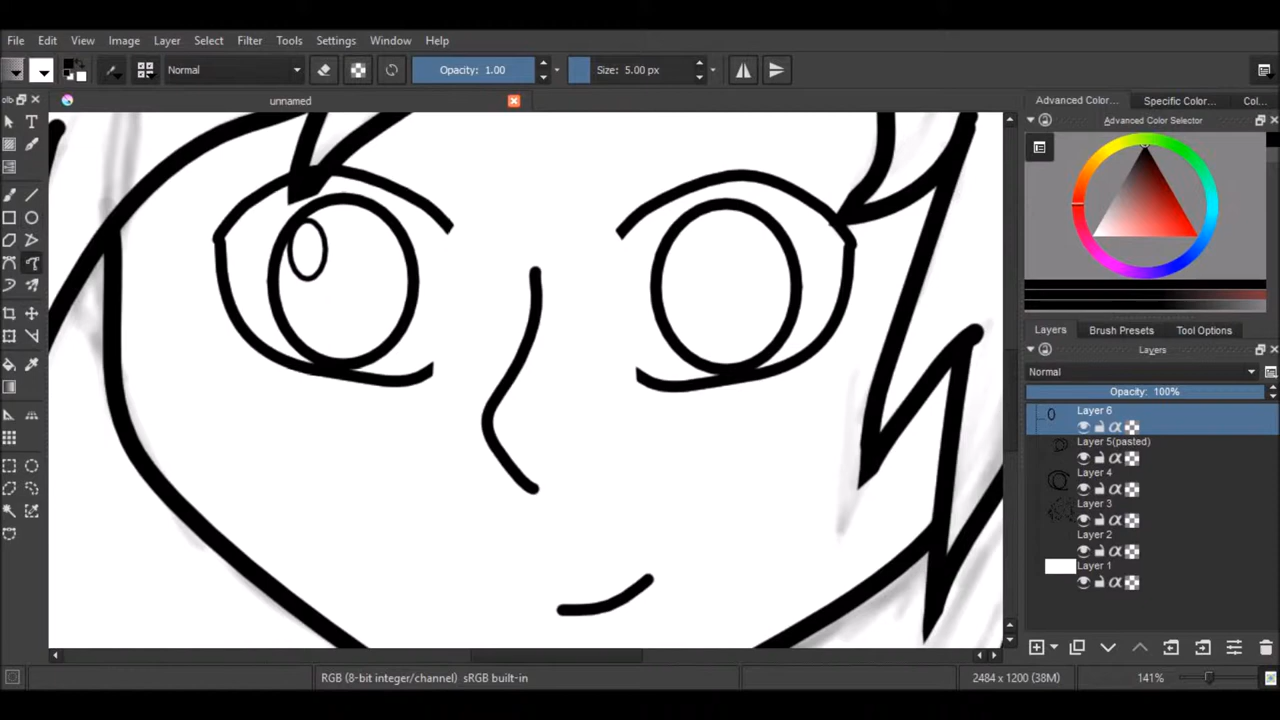 File Edit View Image Layer Select Filter Tools Settings Window Help
Normal Opacity: 1.00 Size: 5.00 px
olb unnamed Advanced Color... Specific Color... Col...
Advanced Color Selector
Layers Brush Presets Tool Options
Layers
Normal
Opacity: 100%
Layer 6
Layer 5(pasted)
Layer 4
Layer 3
Layer 2
Layer 1
RGB (8-bit integer/channel) sRGB built-in 2484 x 1200 (38M) 141%